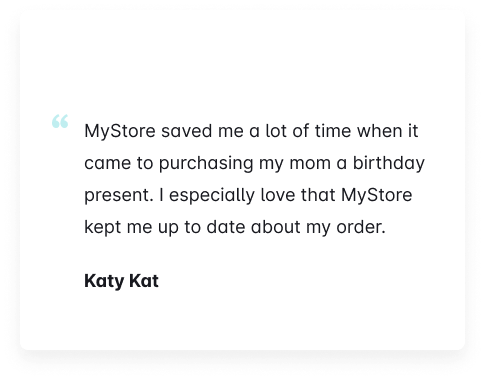 “ MyStore saved me a lot of time when it
came to purchasing my mom a birthday
present. I especially love that MyStore
kept me up to date about my order.
Katy Kat